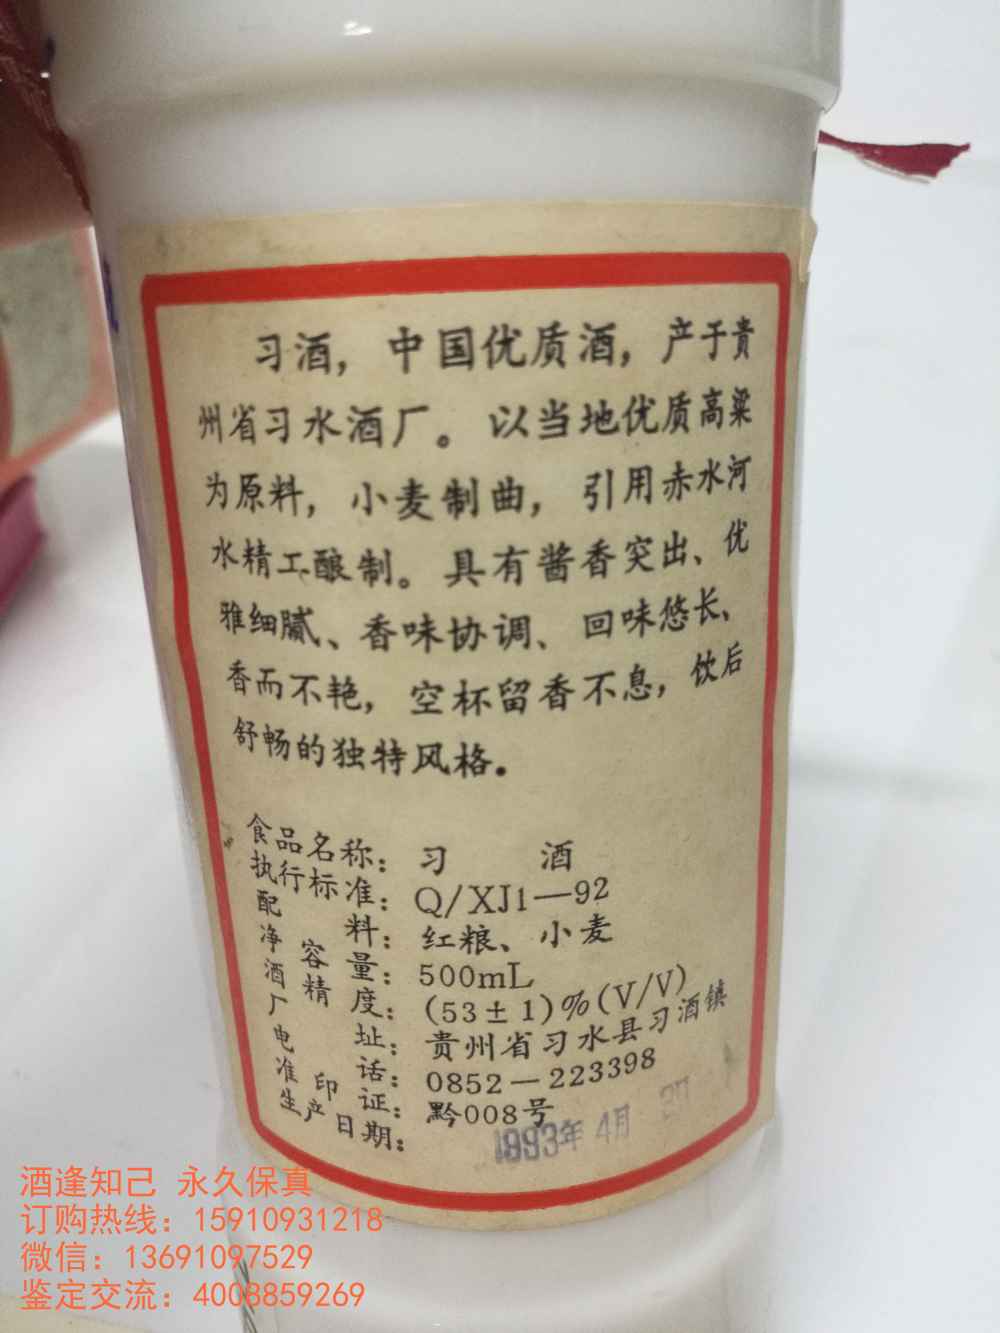 习酒，中国优质酒，产于贵
州省习水酒厂。以当地优质高粱
为原料，小麦制曲，引用赤水河
水精工酿制。具有酱香突出、优
雅细腻、香味协调、回味悠长、
香而不艳，空杯留香不息，饮后
舒畅的独特风格。
食品名称：习 酒
执行标准：Q/XJ1—92
配 料：红粮、小麦
净 容 量：500mL
酒 精 度：(53±1)%(V/V)
厂 址：贵州省习水县习酒镇
电 话：0852—223398
准 印 证：黔008号
生产日期：1993年4月27
酒逢知己 永久保真
订购热线：15910931218
微信：13691097529
鉴定交流：4008859269